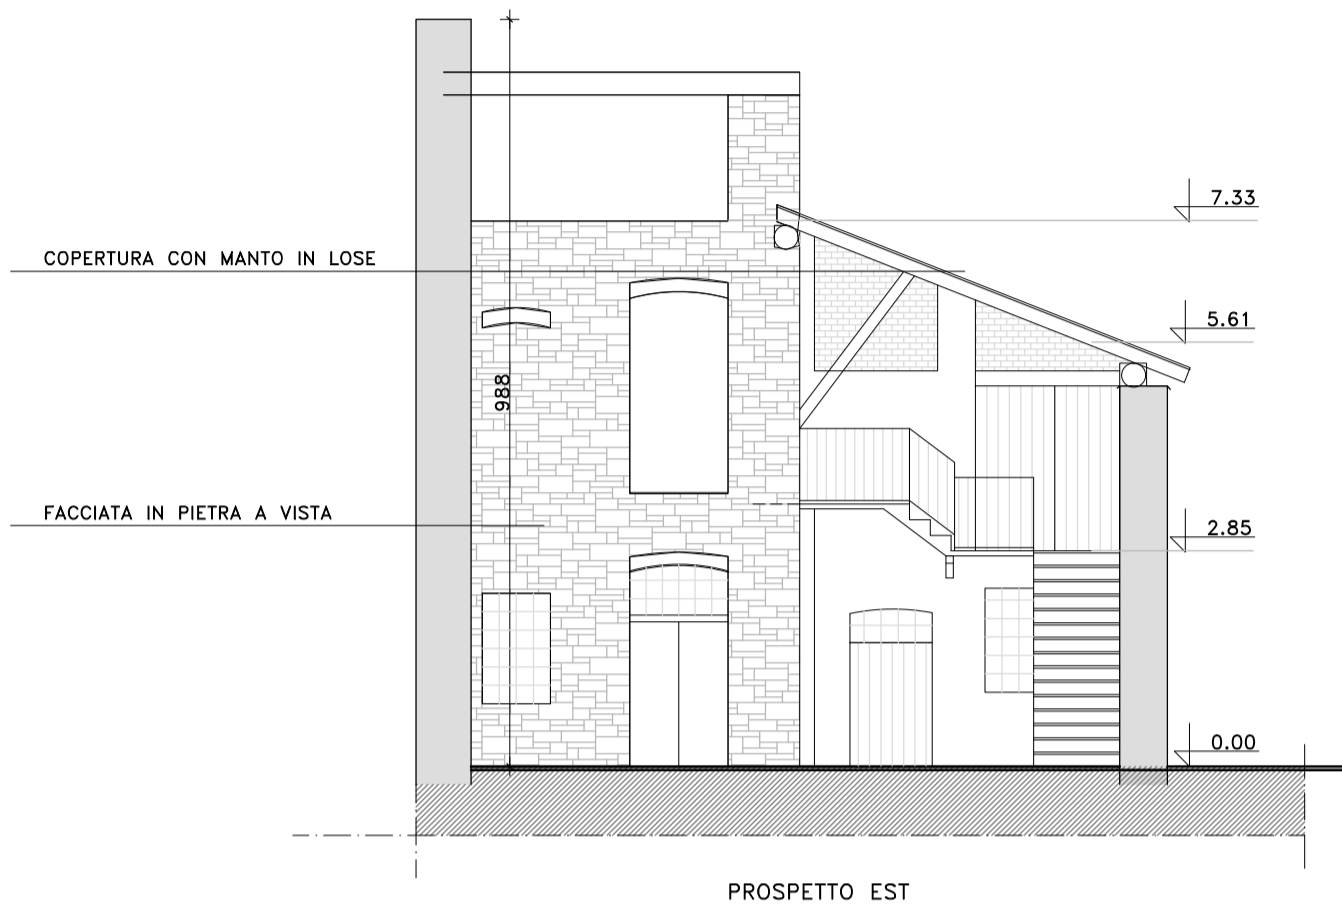 7.33
COPERTURA CON MANTO IN LOSE
5.61
988
FACCIATA IN PIETRA A VISTA
2.85
0.00
PROSPETTO EST